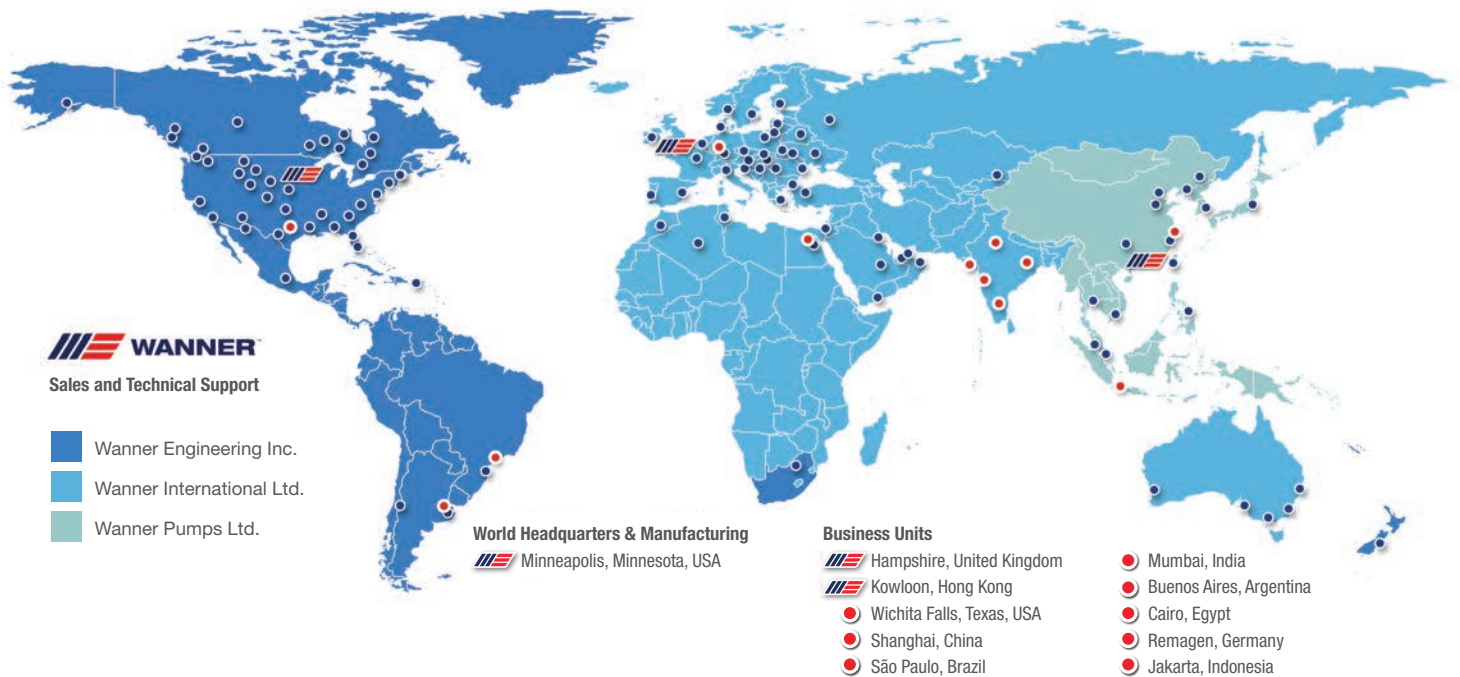 WANNER™
Sales and Technical Support
Wanner Engineering Inc.
Wanner International Ltd.
Wanner Pumps Ltd.
World Headquarters & Manufacturing
Minneapolis, Minnesota, USA
Business Units
Hampshire, United Kingdom
Kowloon, Hong Kong
Wichita Falls, Texas, USA
Shanghai, China
São Paulo, Brazil
Mumbai, India
Buenos Aires, Argentina
Cairo, Egypt
Remagen, Germany
Jakarta, Indonesia